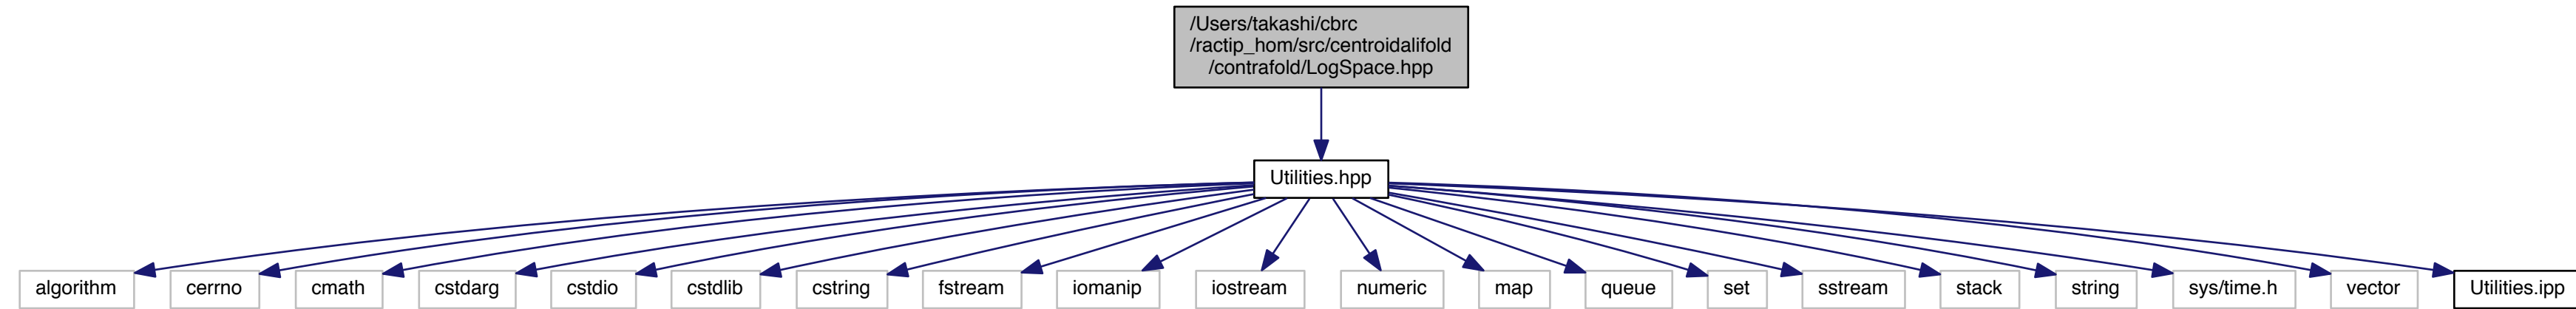 /Users/takashi/cbrc
/ractip_hom/src/centroidalifold
/contrafold/LogSpace.hpp
Utilities.hpp
algorithm
cerrno
cmath
cstdarg
cstdio
cstdlib
cstring
fstream
iomanip
iostream
numeric
map
queue
set
sstream
stack
string
sys/time.h
vector
Utilities.ipp